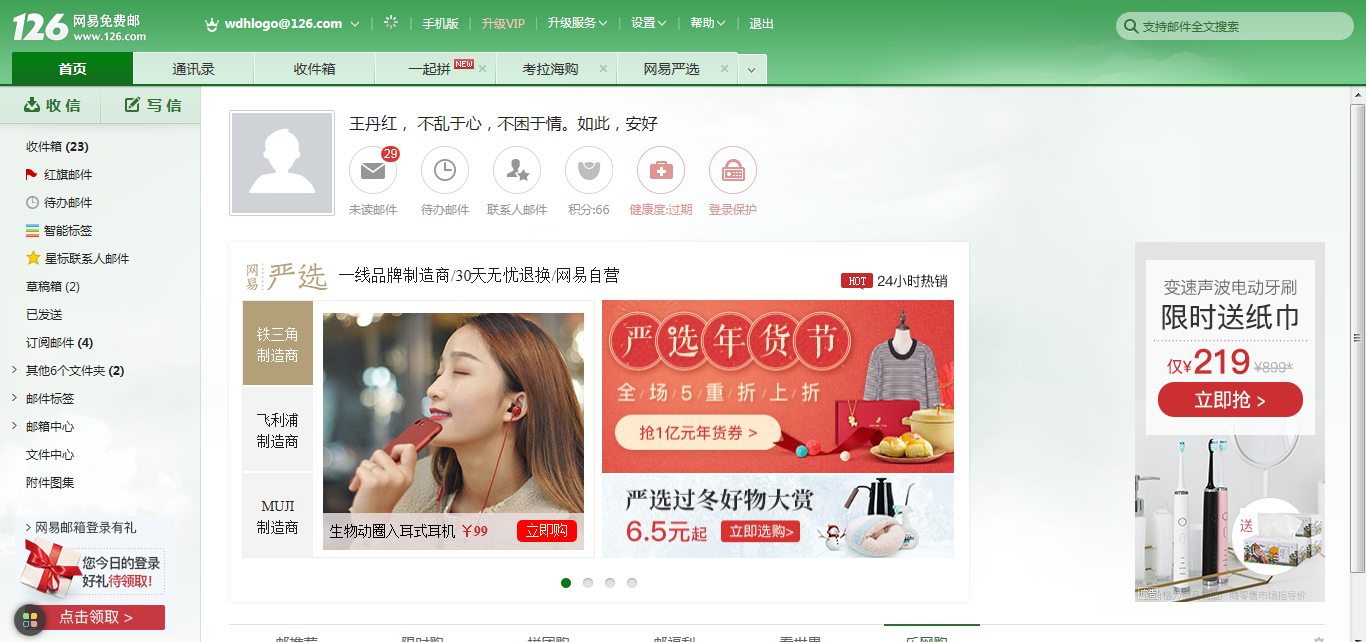 126 网易免费邮
www.126.com
wdhlogo@126.com
手机版
升级VIP
升级服务
设置
帮助
退出
支持邮件全文搜索
首页
通讯录
收件箱
一起拼 NEW
考拉海购
网易严选
收信
写信
收件箱 (23)
红旗邮件
待办邮件
智能标签
星标联系人邮件
草稿箱 (2)
已发送
订阅邮件 (4)
其他6个文件夹 (2)
邮件标签
邮箱中心
文件中心
附件图集
> 网易邮箱登录有礼
您今日的登录
好礼待领取!
点击领取 >
王丹红， 不乱于心，不困于情。如此，安好
29
未读邮件
待办邮件
联系人邮件
积分:66
健康度:过期
登录保护
网易严选
一线品牌制造商/30天无忧退换/网易自营
HOT 24小时热销
铁三角
制造商
飞利浦
制造商
MUJI
制造商
生物动圈入耳式耳机 ￥99 立即购
严选年货节
全/场/5/重/折/上/折
抢1亿元年货券 >
严选过冬好物大赏
6.5元起 立即选购>
变速声波电动牙刷
限时送纸巾
仅¥219 ¥899*
立即抢 >
送
邮推荐
限时购
拼团购
邮福利
看世界
乐网购